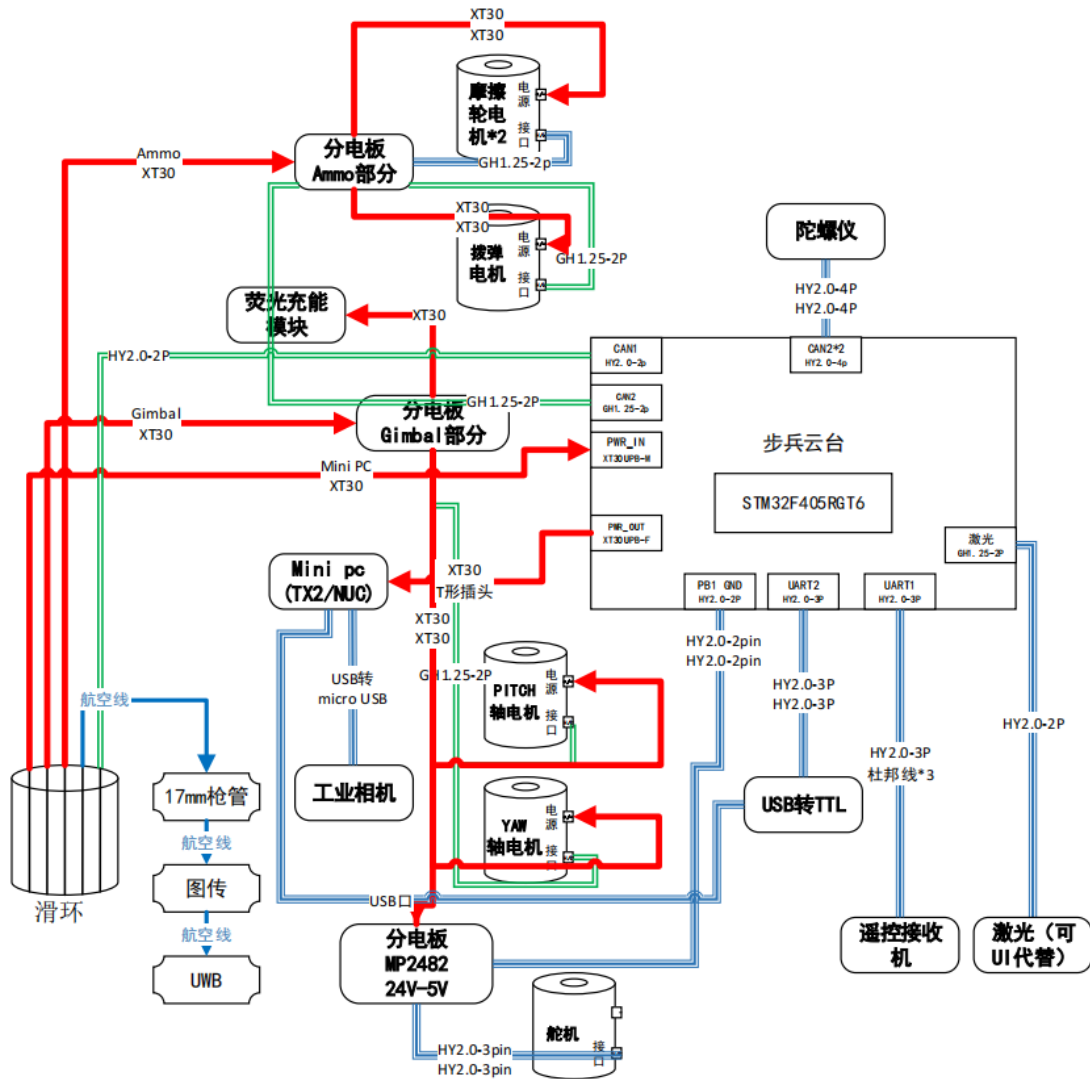 XT30
XT30
摩擦
轮电
机*2
电
源
接
口
Ammo
XT30
分电板
Ammo部分
GH1.25-2p
XT30
XT30
拨弹
电机
电
源
接
口
GH1.25-2P
陀螺仪
HY2.0-4P
HY2.0-4P
荧光充能
模块
XT30
HY2.0-2P
CAN1
HY2.0-2p
CAN2*2
HY2.0-4p
CAN2
GH1.25-2p
GH1.25-2P
分电板
Gimbal部分
Gimbal
XT30
PWR_IN
XT30UPB-M
步兵云台
Mini PC
XT30
STM32F405RGT6
PWR_OUT
XT30UPB-F
激光
GH1.25-2P
Mini pc
(TX2/NUC)
XT30
T形插头
PB1 GND
HY2.0-2P
UART2
HY2.0-3P
UART1
HY2.0-3P
XT30
XT30
HY2.0-2pin
HY2.0-2pin
GH1.25-2P
USB转
micro USB
PITCH
轴电机
电
源
接
口
HY2.0-3P
HY2.0-3P
航空线
HY2.0-2P
HY2.0-3P
杜邦线*3
17mm枪管
工业相机
YAW
轴电机
电
源
接
口
USB转TTL
航空线
图传
滑环
USB口
航空线
UWB
分电板
MP2482
24V-5V
遥控接收
机
激光（可
UI代替）
舵机
接
口
HY2.0-3pin
HY2.0-3pin